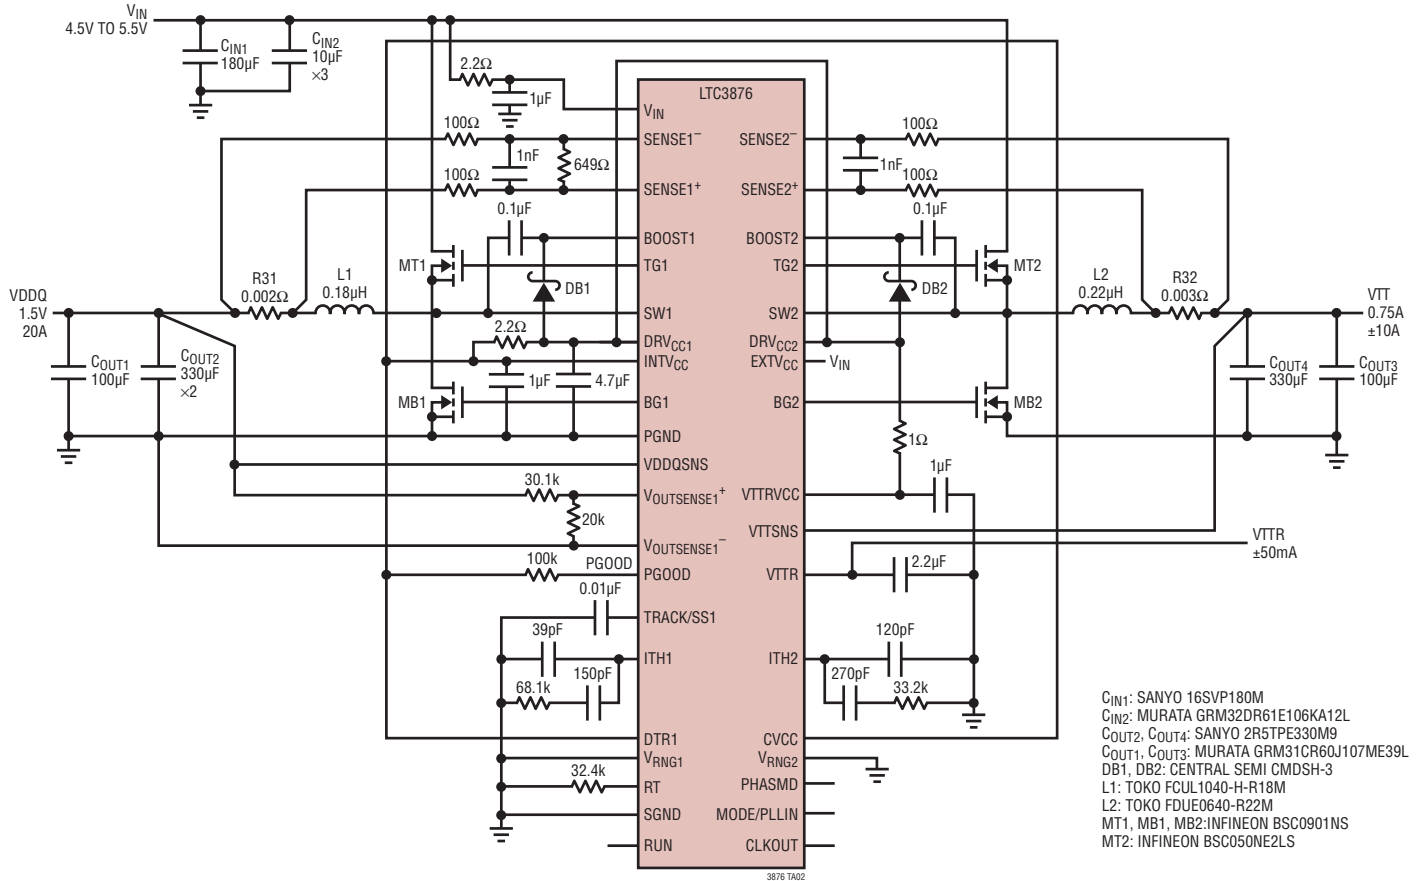 VIN
4.5V TO 5.5V
CIN1
180µF
CIN2
10µF
×3
2.2Ω
1µF
LTC3876
VIN
100Ω
SENSE1–
1nF
649Ω
100Ω
SENSE1+
SENSE2–
100Ω
1nF
100Ω
SENSE2+
0.1µF
BOOST1
BOOST2
0.1µF
MT1
TG1
TG2
MT2
DB1
DB2
VDDQ
1.5V
20A
R31
0.002Ω
L1
0.18µH
SW1
SW2
L2
0.22µH
R32
0.003Ω
VTT
0.75A
±10A
2.2Ω
DRVCC1
DRVCC2
INTVCC
EXTVCC
VIN
COUT1
100µF
COUT2
330µF
×2
1µF
4.7µF
COUT4
330µF
COUT3
100µF
MB1
BG1
BG2
MB2
PGND
1Ω
VDDQSNS
1µF
30.1k
VOUTSENSE1+
VTTRVCC
20k
VTTSNS
VOUTSENSE1–
VTTR
±50mA
100k
PGOOD
PGOOD
VTTR
2.2µF
0.01µF
TRACK/SS1
39pF
120pF
ITH1
ITH2
150pF
270pF
68.1k
33.2k
DTR1
CVCC
VRNG1
VRNG2
32.4k
RT
PHASMD
SGND
MODE/PLLIN
RUN
CLKOUT
CIN1: SANYO 16SVP180M
CIN2: MURATA GRM32DR61E106KA12L
COUT2, COUT4: SANYO 2R5TPE330M9
COUT1, COUT3: MURATA GRM31CR60J107ME39L
DB1, DB2: CENTRAL SEMI CMDSH-3
L1: TOKO FCUL1040-H-R18M
L2: TOKO FDUE0640-R22M
MT1, MB1, MB2:INFINEON BSC0901NS
MT2: INFINEON BSC050NE2LS
3876 TA02